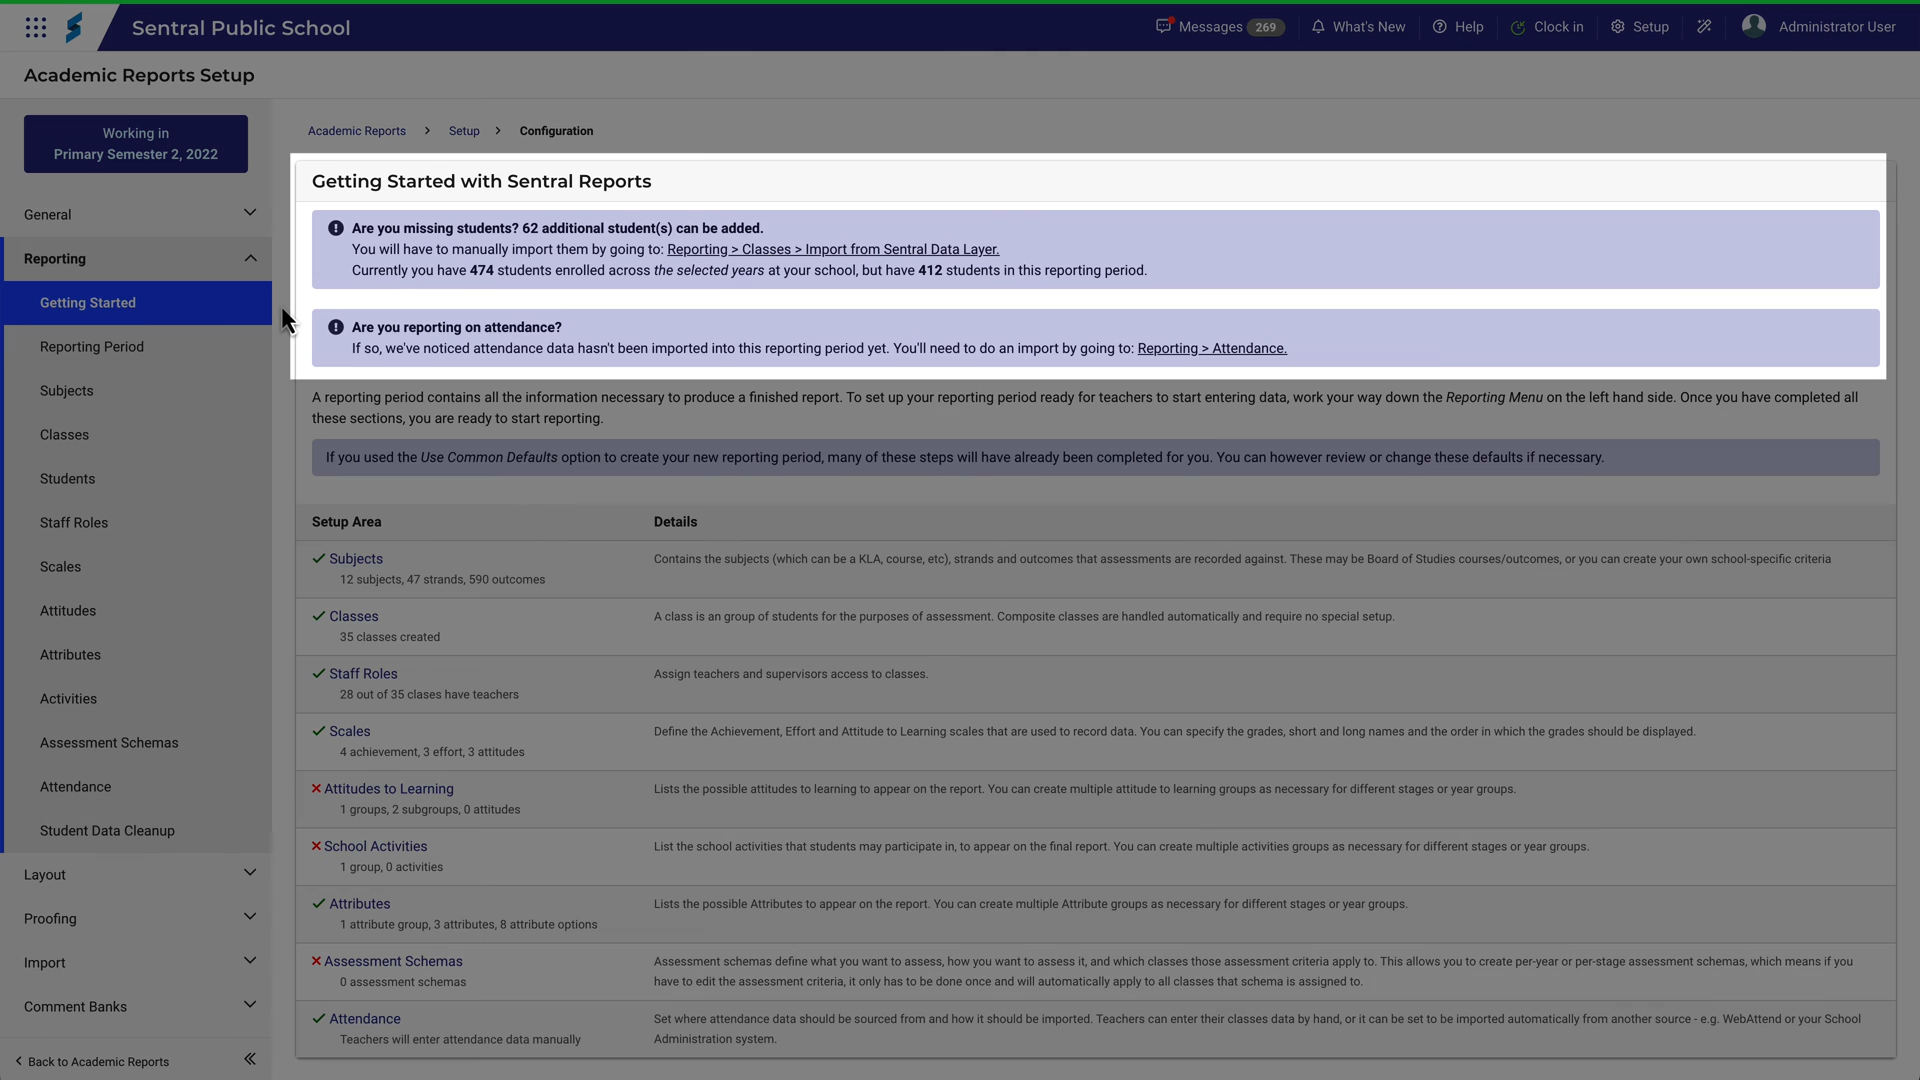 Sentral Public School
Messages 269
What's New
Help
Clock in
Setup
Administrator User
Academic Reports Setup
Working in
Primary Semester 2, 2022
General
Reporting
Getting Started
Reporting Period
Subjects
Classes
Students
Staff Roles
Scales
Attitudes
Attributes
Activities
Assessment Schemas
Attendance
Student Data Cleanup
Layout
Proofing
Import
Comment Banks
Back to Academic Reports
Academic Reports > Setup > Configuration
Getting Started with Sentral Reports
Are you missing students? 62 additional student(s) can be added.
You will have to manually import them by going to: Reporting > Classes > Import from Sentral Data Layer.
Currently you have 474 students enrolled across the selected years at your school, but have 412 students in this reporting period.
Are you reporting on attendance?
If so, we've noticed attendance data hasn't been imported into this reporting period yet. You'll need to do an import by going to: Reporting > Attendance.
A reporting period contains all the information necessary to produce a finished report. To set up your reporting period ready for teachers to start entering data, work your way down the Reporting Menu on the left hand side. Once you have completed all
these sections, you are ready to start reporting.
If you used the Use Common Defaults option to create your new reporting period, many of these steps will have already been completed for you. You can however review or change these defaults if necessary.
Setup Area Details
Subjects
12 subjects, 47 strands, 590 outcomes
Contains the subjects (which can be a KLA, course, etc), strands and outcomes that assessments are recorded against. These may be Board of Studies courses/outcomes, or you can create your own school-specific criteria
Classes
35 classes created
A class is an group of students for the purposes of assessment. Composite classes are handled automatically and require no special setup.
Staff Roles
28 out of 35 clases have teachers
Assign teachers and supervisors access to classes.
Scales
4 achievement, 3 effort, 3 attitudes
Define the Achievement, Effort and Attitude to Learning scales that are used to record data. You can specify the grades, short and long names and the order in which the grades should be displayed.
Attitudes to Learning
1 groups, 2 subgroups, 0 attitudes
Lists the possible attitudes to learning to appear on the report. You can create multiple attitude to learning groups as necessary for different stages or year groups.
School Activities
1 group, 0 activities
List the school activities that students may participate in, to appear on the final report. You can create multiple activities groups as necessary for different stages or year groups.
Attributes
1 attribute group, 3 attributes, 8 attribute options
Lists the possible Attributes to appear on the report. You can create multiple Attribute groups as necessary for different stages or year groups.
Assessment Schemas
0 assessment schemas
Assessment schemas define what you want to assess, how you want to assess it, and which classes those assessment criteria apply to. This allows you to create per-year or per-stage assessment schemas, which means if you
have to edit the assessment criteria, it only has to be done once and will automatically apply to all classes that schema is assigned to.
Attendance
Teachers will enter attendance data manually
Set where attendance data should be sourced from and how it should be imported. Teachers can enter their classes data by hand, or it can be set to be imported automatically from another source - e.g. WebAttend or your School
Administration system.